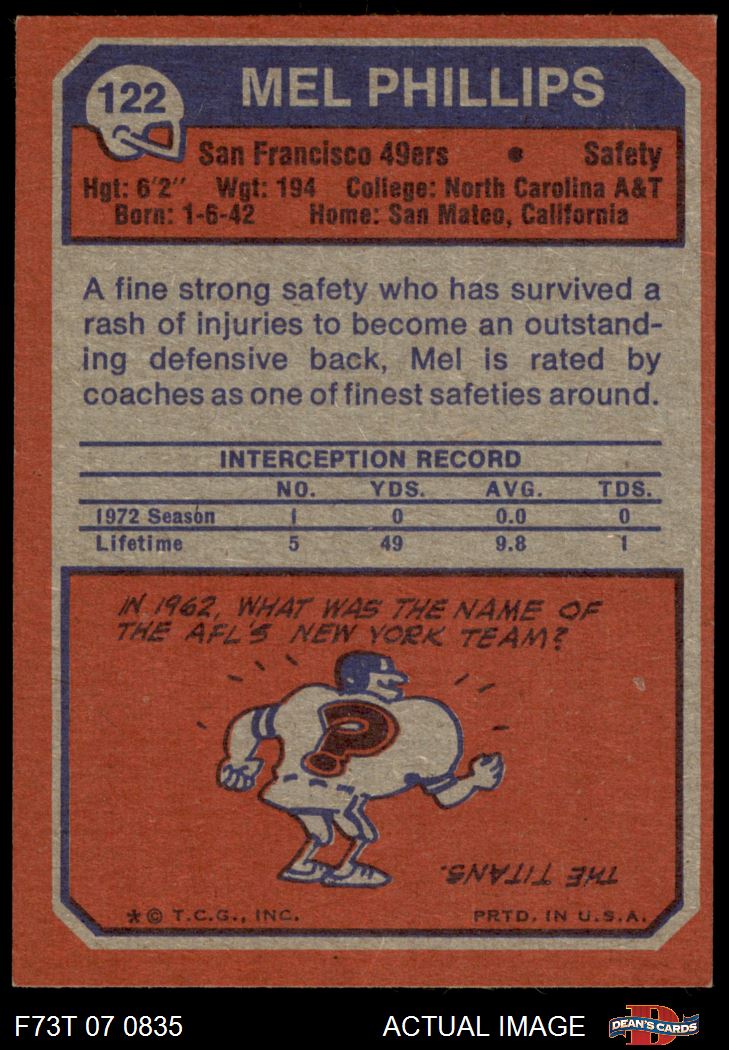 122
MEL PHILLIPS
San Francisco 49ers • Safety
Hgt: 6'2" Wgt: 194 College: North Carolina A&T
Born: 1-6-42 Home: San Mateo, California
A fine strong safety who has survived a
rash of injuries to become an outstand-
ing defensive back, Mel is rated by
coaches as one of finest safeties around.
INTERCEPTION RECORD
NO. YDS. AVG. TDS.
1972 Season 1 0 0.0 0
Lifetime 5 49 9.8 1
IN 1962, WHAT WAS THE NAME OF
THE AFL'S NEW YORK TEAM?
?
THE TITANS.
* © T.C.G., INC. PRTD. IN U.S.A.
F73T 07 0835 ACTUAL IMAGE D DEAN'S CARDS